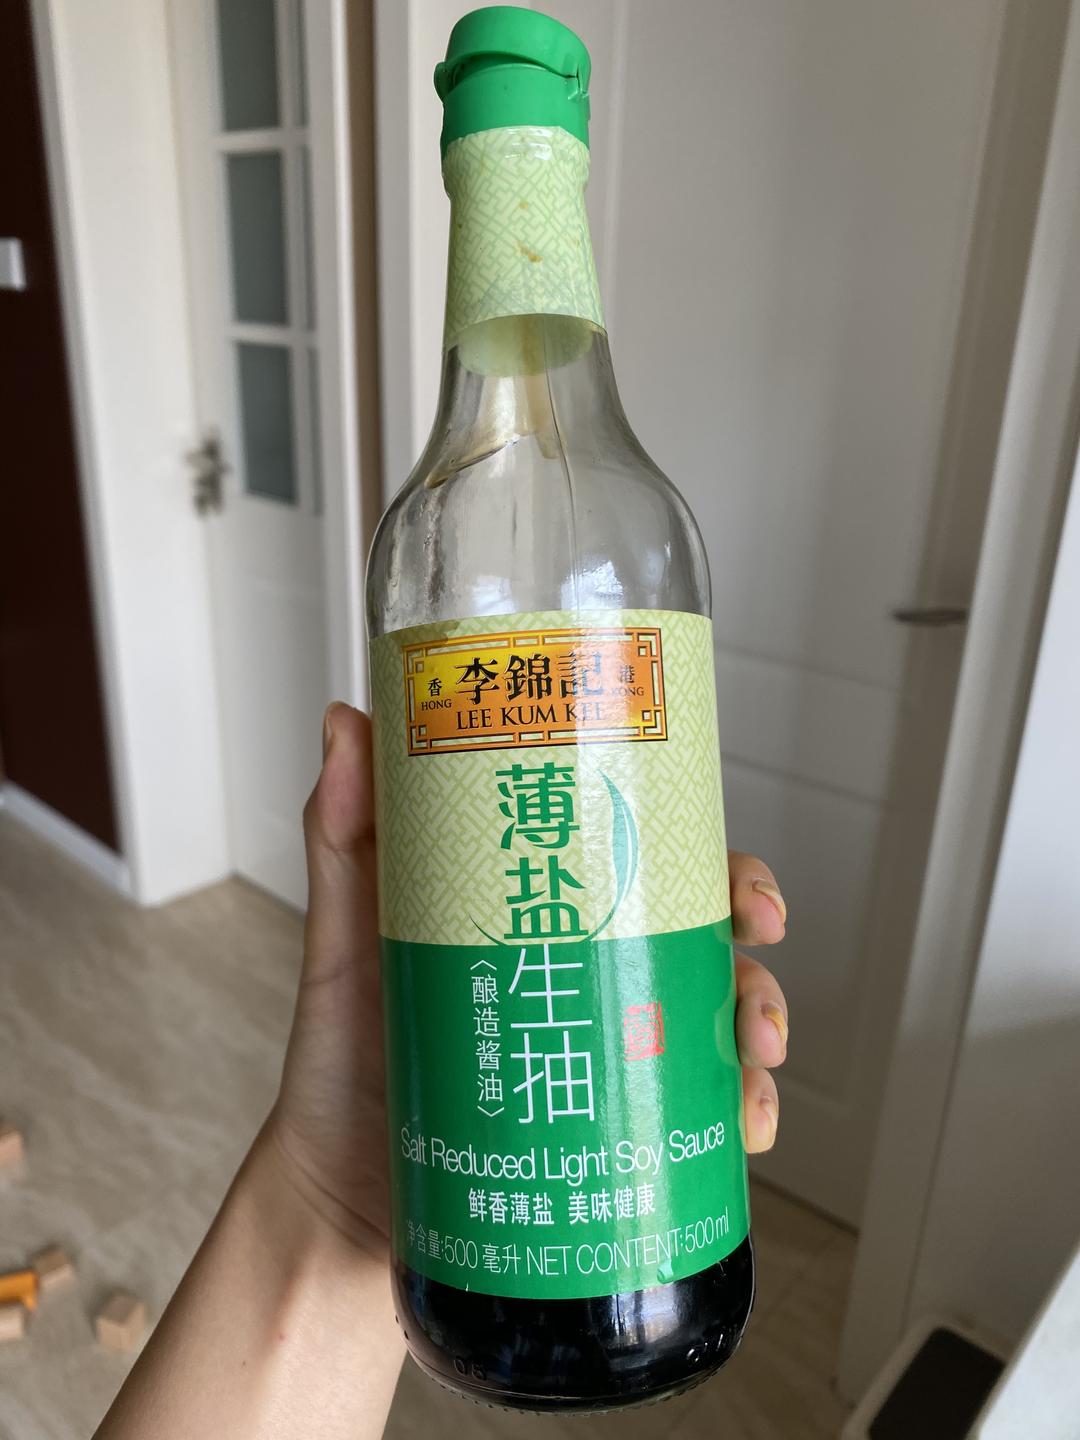 香 李錦記 港
HONG LEE KUM KEE KONG
薄盐
生抽
〈酿造酱油〉
Salt Reduced Light Soy Sauce
鲜香薄盐 美味健康
净含量:500毫升 NET CONTENT:500ml